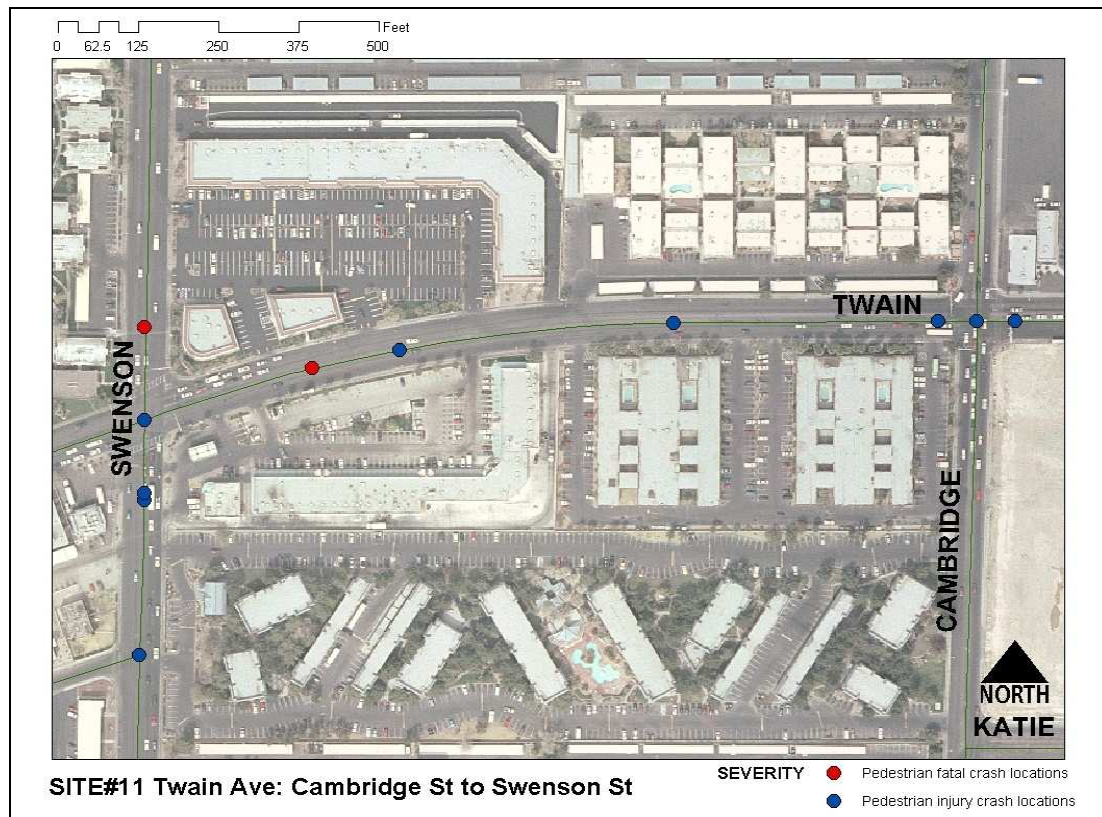 Feet
0 62.5 125 250 375 500
TWAIN
SWENSON
CAMBRIDGE
NORTH
KATIE
SITE#11 Twain Ave: Cambridge St to Swenson St
SEVERITY
Pedestrian fatal crash locations
Pedestrian injury crash locations